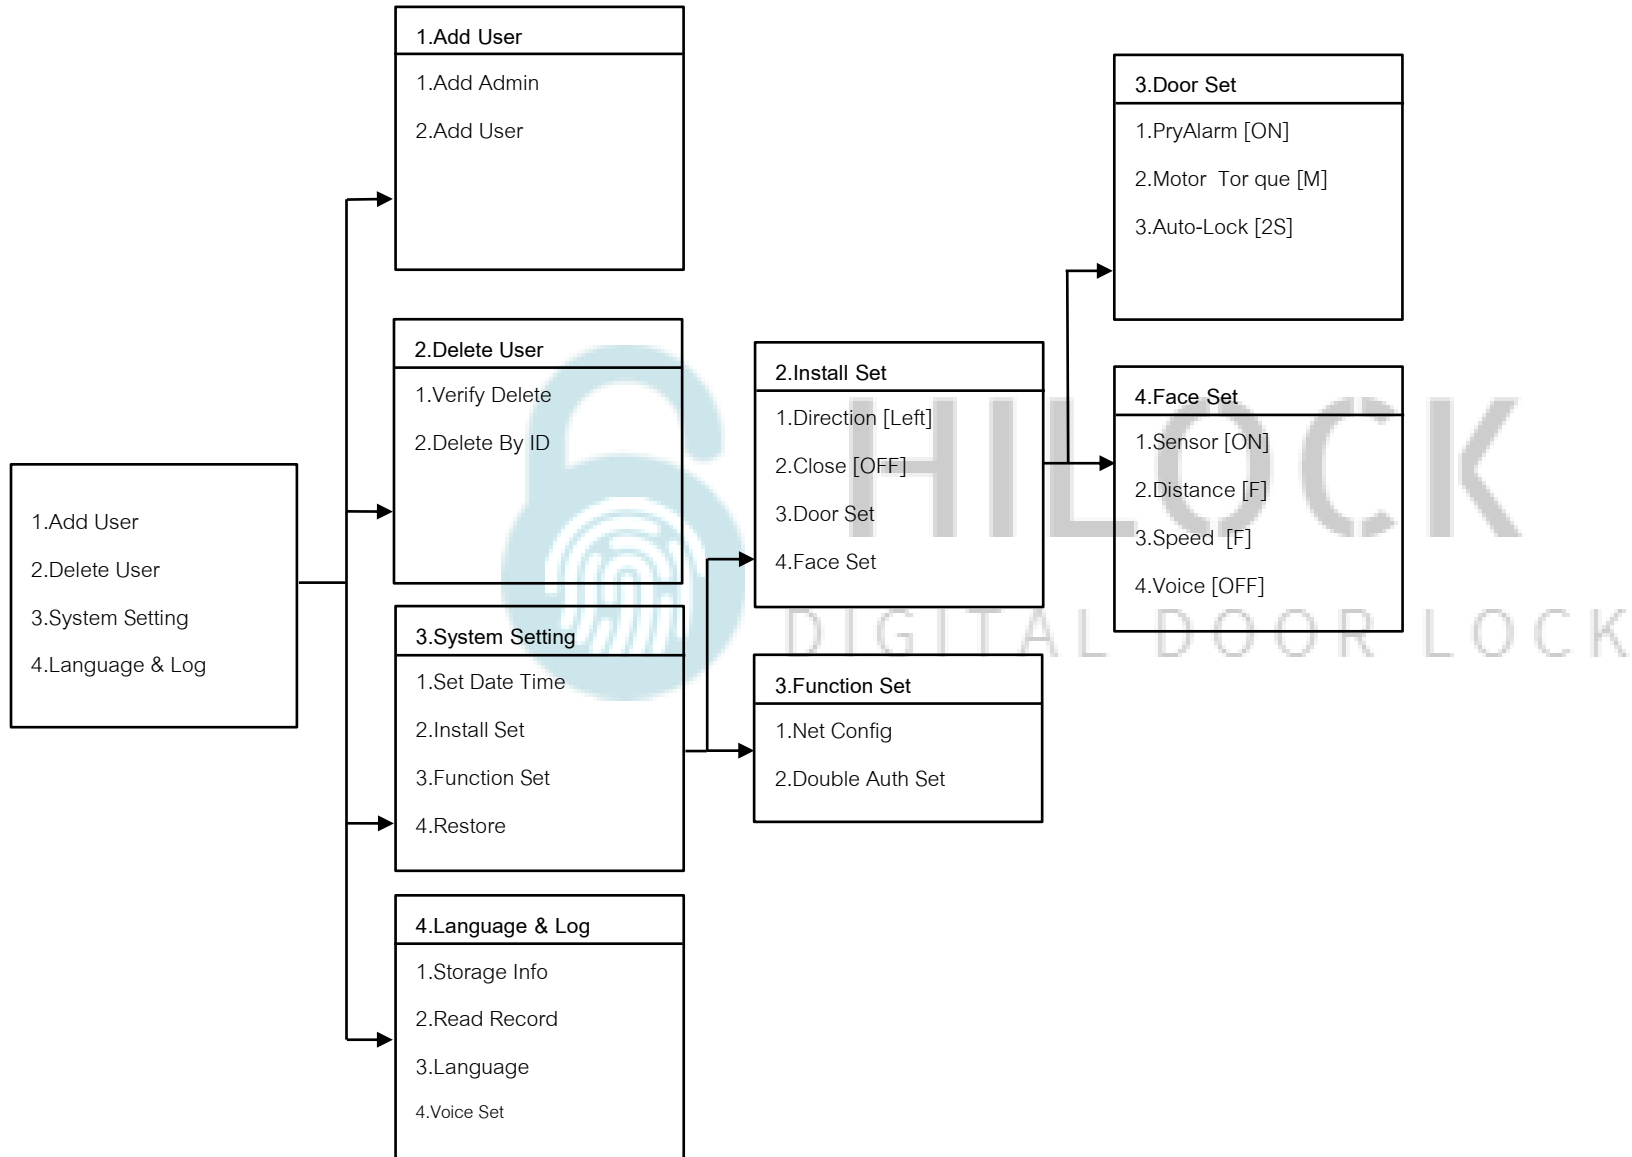 1.Add User
2.Delete User
3.System Setting
4.Language & Log
1.Add User
1.Add Admin
2.Add User
2.Delete User
1.Verify Delete
2.Delete By ID
3.System Setting
1.Set Date Time
2.Install Set
3.Function Set
4.Restore
4.Language & Log
1.Storage Info
2.Read Record
3.Language
4.Voice Set
2.Install Set
1.Direction [Left]
2.Close [OFF]
3.Door Set
4.Face Set
3.Function Set
1.Net Config
2.Double Auth Set
3.Door Set
1.PryAlarm [ON]
2.Motor  Tor que [M]
3.Auto-Lock [2S]
4.Face Set
1.Sensor [ON]
2.Distance [F]
3.Speed  [F]
4.Voice [OFF]
HILOCK
DIGITAL DOOR LOCK